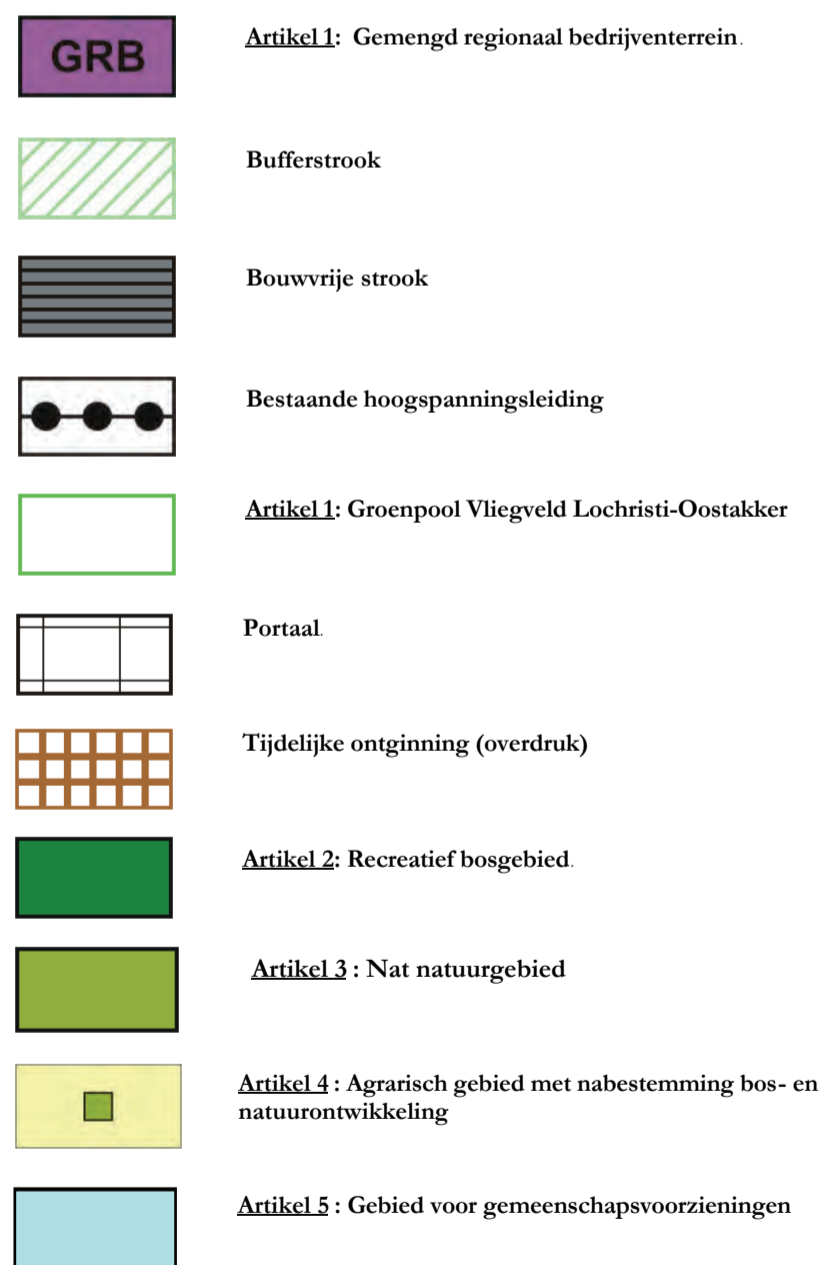 GRB
Artikel 1: Gemengd regionaal bedrijventerrein.
Bufferstrook
Bouwvrije strook
Bestaande hoogspanningsleiding
Artikel 1: Groenpool Vliegveld Lochristi-Oostakker
Portaal.
Tijdelijke ontginning (overdruk)
Artikel 2: Recreatief bosgebied.
Artikel 3 : Nat natuurgebied
Artikel 4 : Agrarisch gebied met nabestemming bos- en
natuurontwikkeling
Artikel 5 : Gebied voor gemeenschapsvoorzieningen